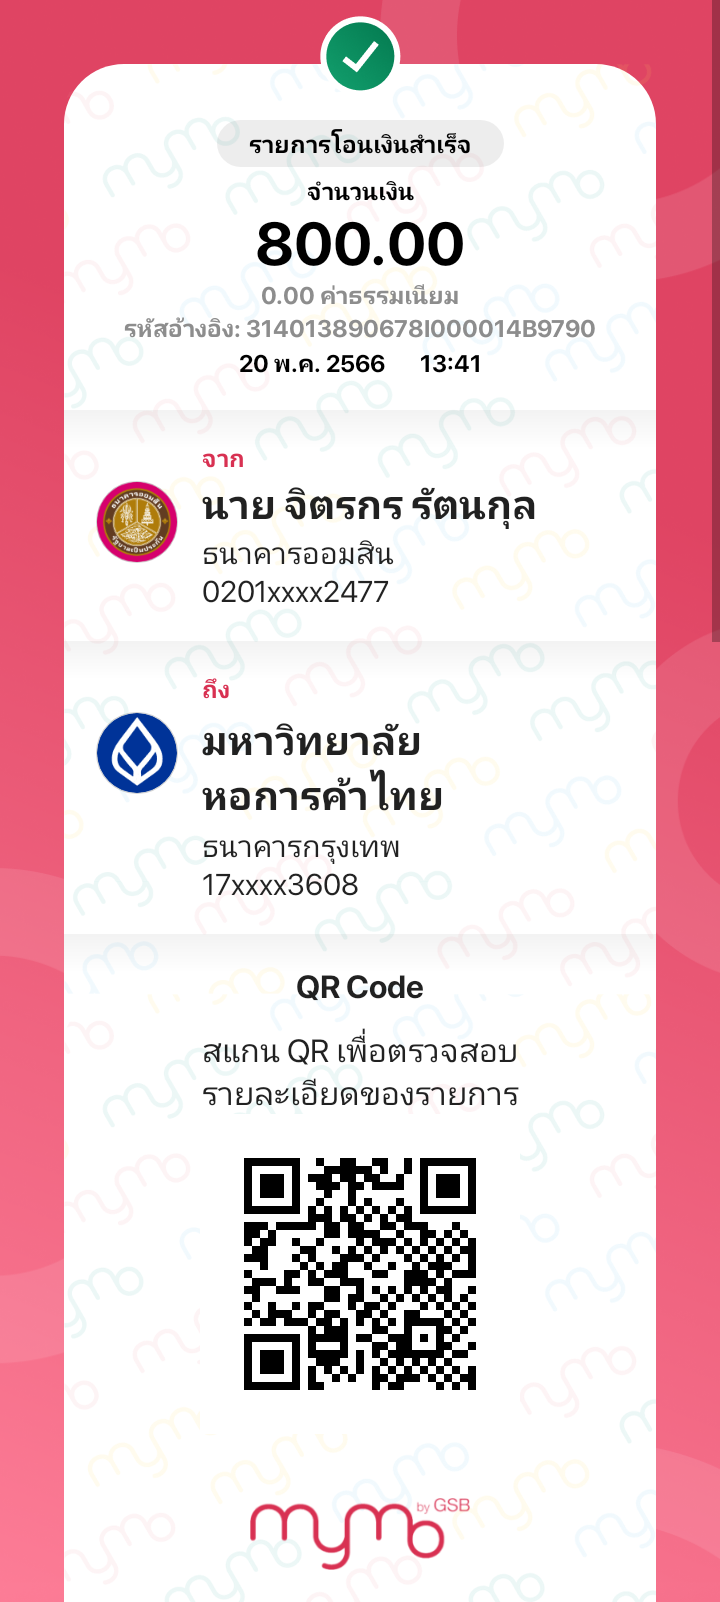 รายการโอนเงินสำเร็จ
จำนวนเงิน
800.00
0.00 ค่าธรรมเนียม
รหัสอ้างอิง: 314013890678I000014B9790
20 พ.ค. 2566 13:41
จาก
นาย จิตรกร รัตนกุล
ธนาคารออมสิน
0201xxxx2477
ถึง
มหาวิทยาลัย
หอการค้าไทย
ธนาคารกรุงเทพ
17xxxx3608
QR Code
สแกน QR เพื่อตรวจสอบ
รายละเอียดของรายการ
mymo by GSB